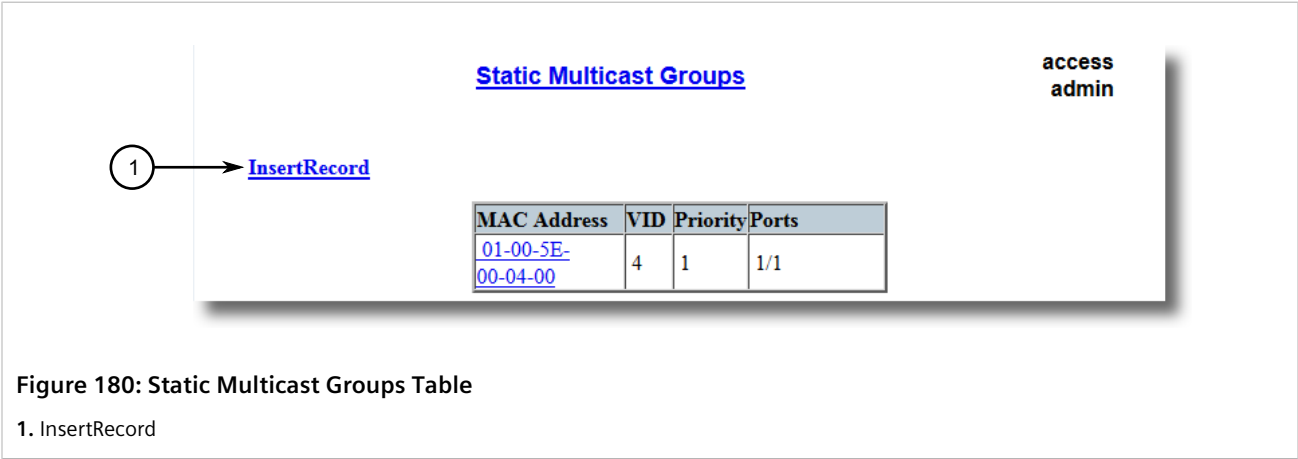 Static Multicast Groups
access
admin
1
InsertRecord
MAC Address VID Priority Ports
01-00-5E-
00-04-00
4 1 1/1
Figure 180: Static Multicast Groups Table
1. InsertRecord